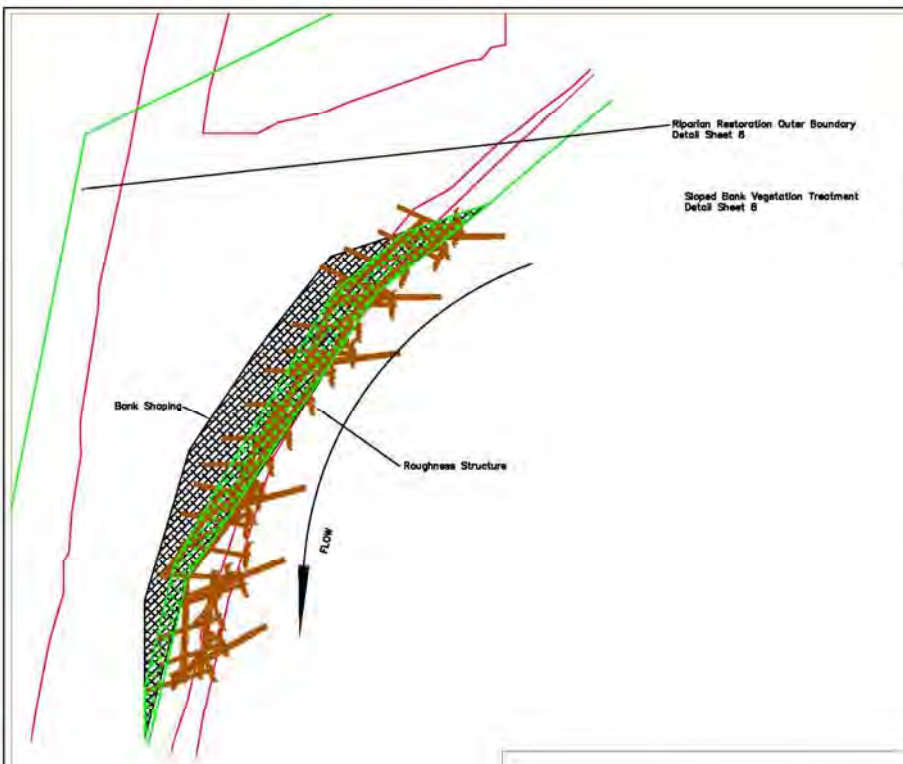 Riparian Restoration Outer Boundary
Detail Sheet 8
Sloped Bank Vegetation Treatment
Detail Sheet 8
Bank Shaping
Roughness Structure
FLOW